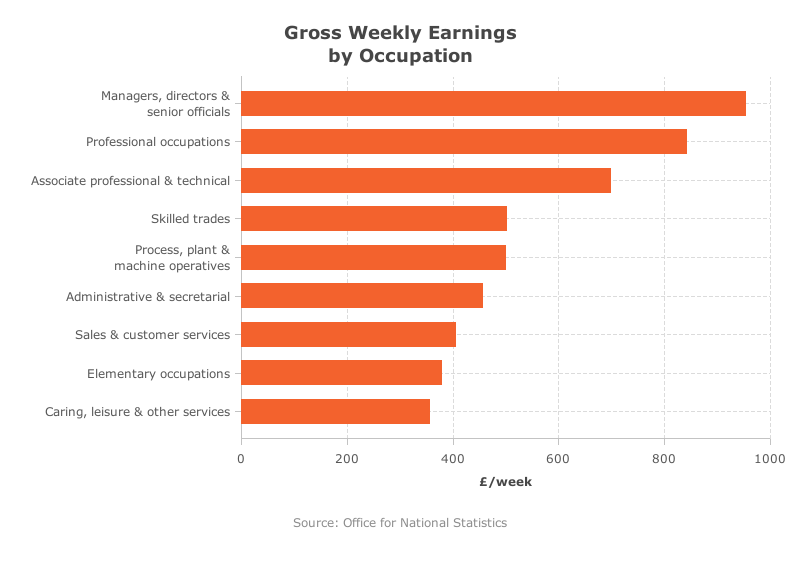 Gross Weekly Earnings
by Occupation
Managers, directors &
senior officials
Professional occupations
Associate professional & technical
Skilled trades
Process, plant &
machine operatives
Administrative & secretarial
Sales & customer services
Elementary occupations
Caring, leisure & other services
0 200 400 600 800 1000
£/week
Source: Office for National Statistics